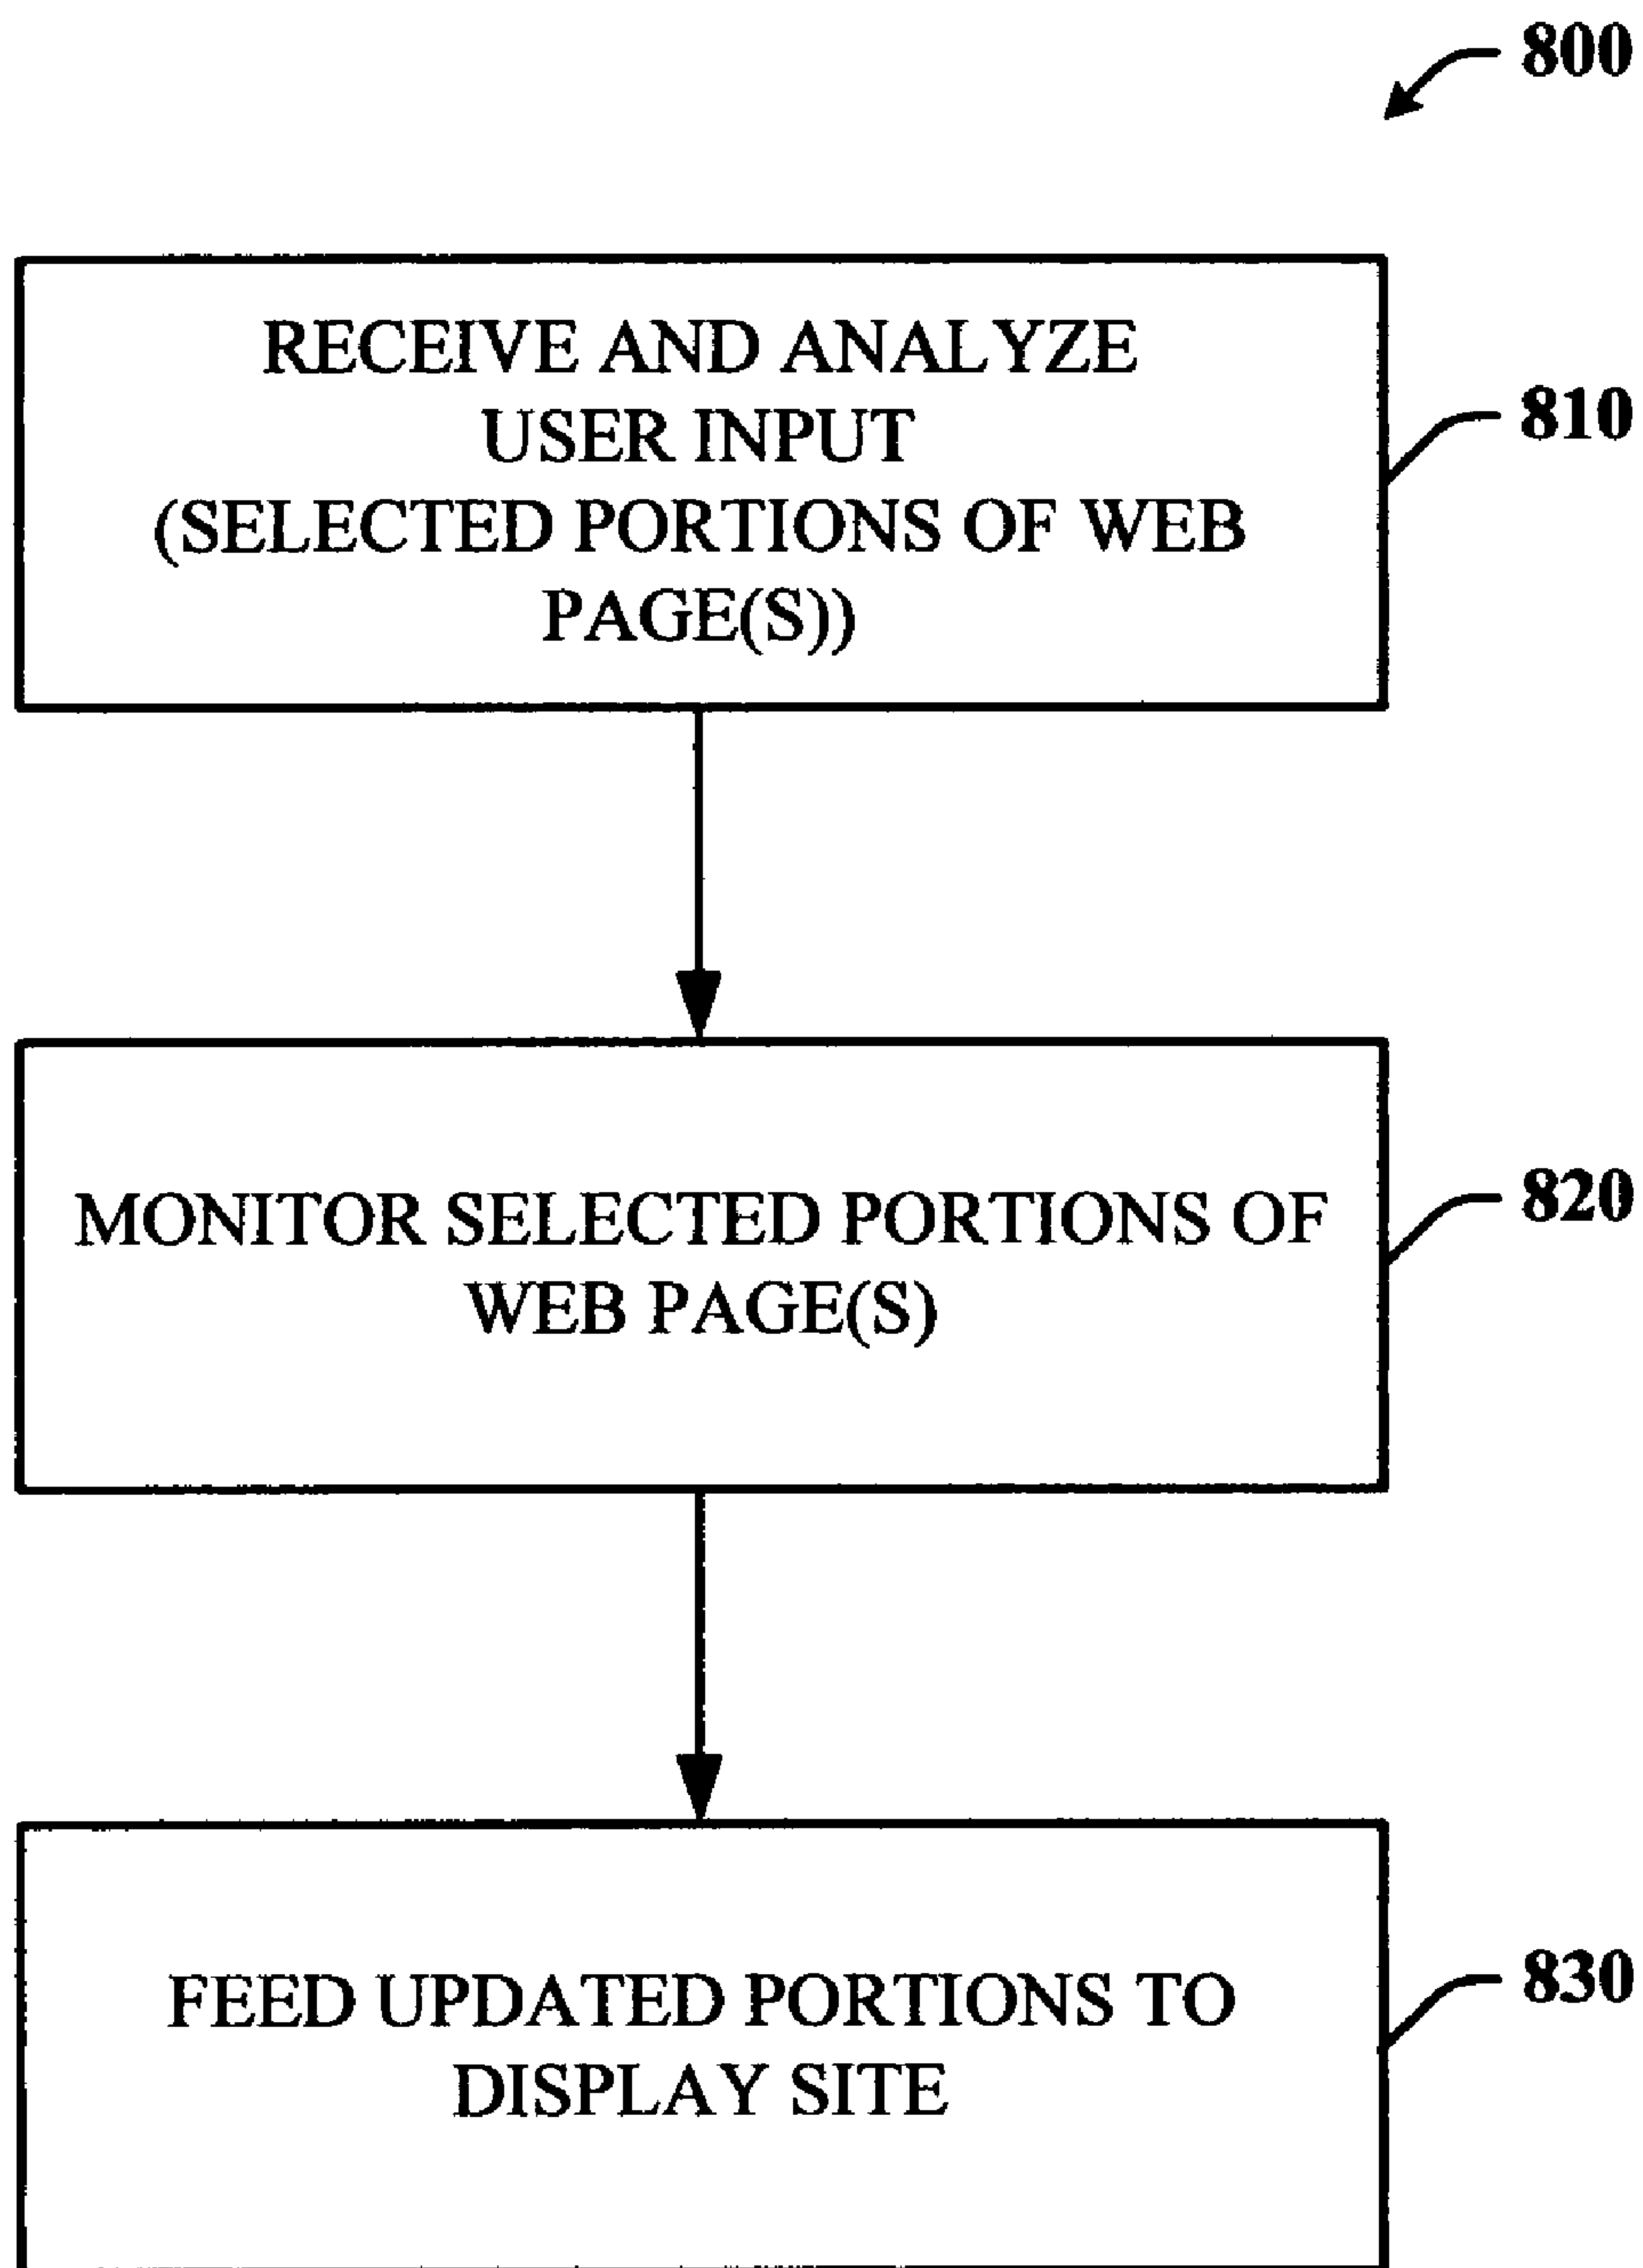 800
RECEIVE AND ANALYZE
USER INPUT
(SELECTED PORTIONS OF WEB
PAGE(S))
810
MONITOR SELECTED PORTIONS OF
WEB PAGE(S)
820
FEED UPDATED PORTIONS TO
DISPLAY SITE
830